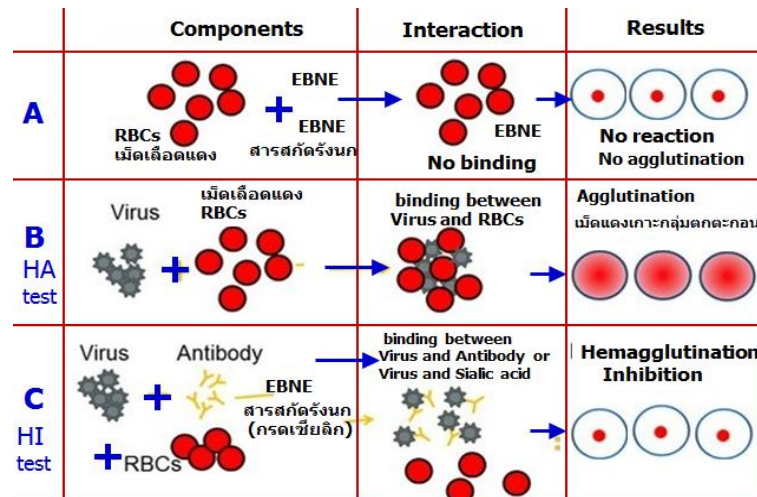 Components
Interaction
Results
A
RBCs
เม็ดเลือดแดง
+
EBNE
EBNE
สารสกัดรังนก
EBNE
No binding
No reaction
No agglutination
B
HA
test
Virus
+
เม็ดเลือดแดง
RBCs
binding between
Virus and RBCs
Agglutination
เม็ดแดงเกาะกลุ่มตกตะกอน
C
HI
test
Virus
+
Antibody
EBNE
สารสกัดรังนก
(กรดเซียลิก)
+
RBCs
binding between
Virus and Antibody or
Virus and Sialic acid
Hemagglutination
Inhibition